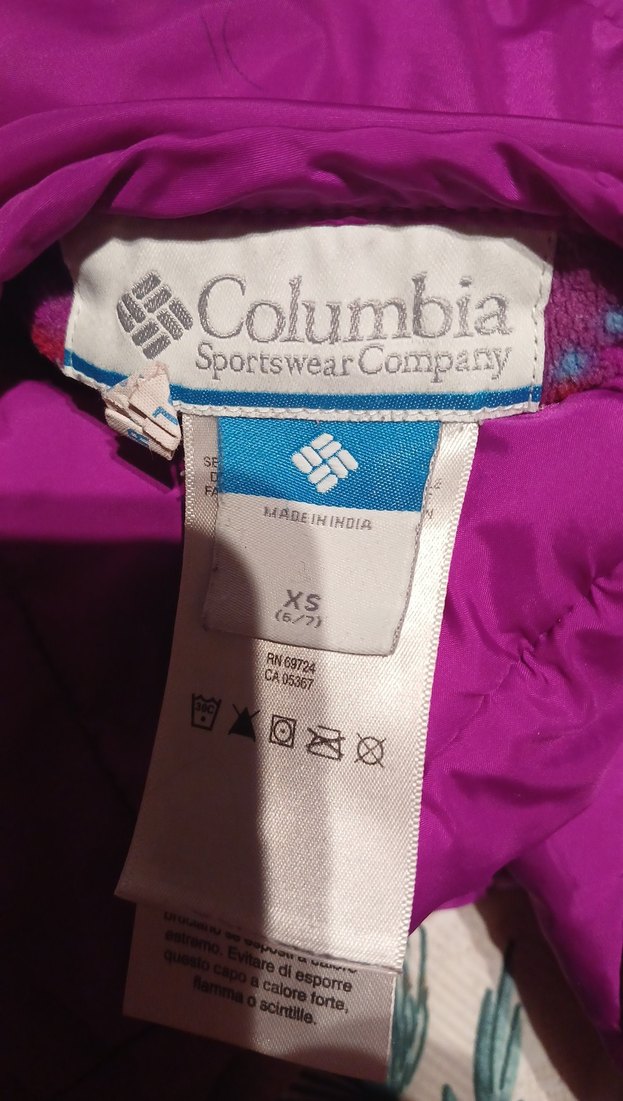 Columbia
Sportswear Company
MADE IN INDIA
XS
(6/7)
RN 69724
CA 05367
30C
estremo. Evitare di esporre
questo capo a calore forte,
fiamma o scintille.